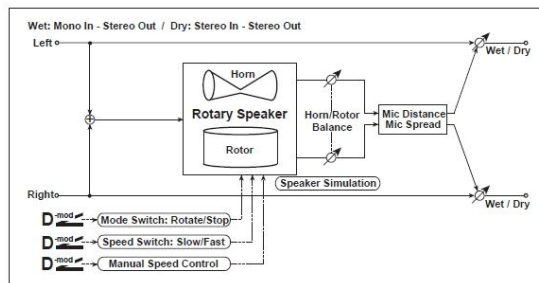 Wet: Mono In - Stereo Out / Dry: Stereo In - Stereo Out
Left
Wet / Dry
Horn
Rotary Speaker
Rotor
Horn/Rotor
Balance
Mic Distance
Mic Spread
Speaker Simulation
Right
Wet / Dry
D-mod
Mode Switch: Rotate/Stop
D-mod
Speed Switch: Slow/Fast
D-mod
Manual Speed Control